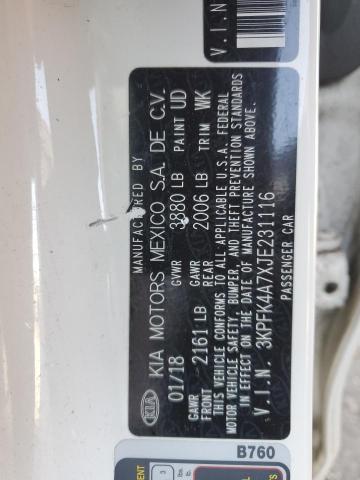 MANUFACTURED BY
KIA KIA MOTORS MEXICO S.A. DE C.V.
01/18 GVWR 3880 LB PAINT UD
GAWR FRONT 2161 LB GAWR REAR 2006 LB TRIM WK
THIS VEHICLE CONFORMS TO ALL APPLICABLE U.S.A. FEDERAL
MOTOR VEHICLE SAFETY, BUMPER, AND THEFT PREVENTION STANDARDS
IN EFFECT ON THE DATE OF MANUFACTURE SHOWN ABOVE.
V.I.N. 3KPFK4A7XJE231116
PASSENGER CAR
V.I.N
B760